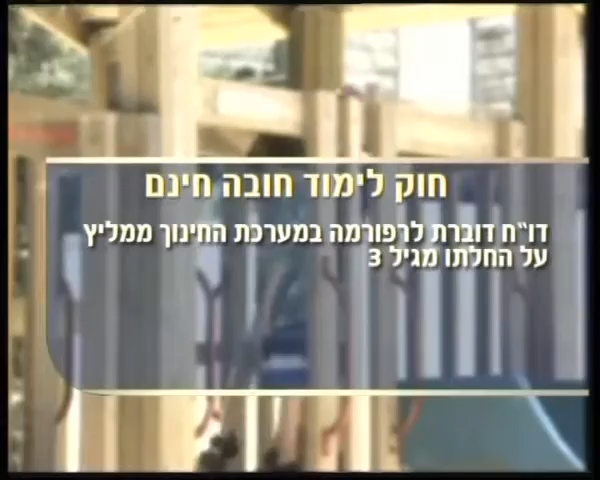 חוק לימוד חובה חינם
דו"ח דוברת לרפורמה במערכת החינוך ממליץ
על החלתו מגיל 3